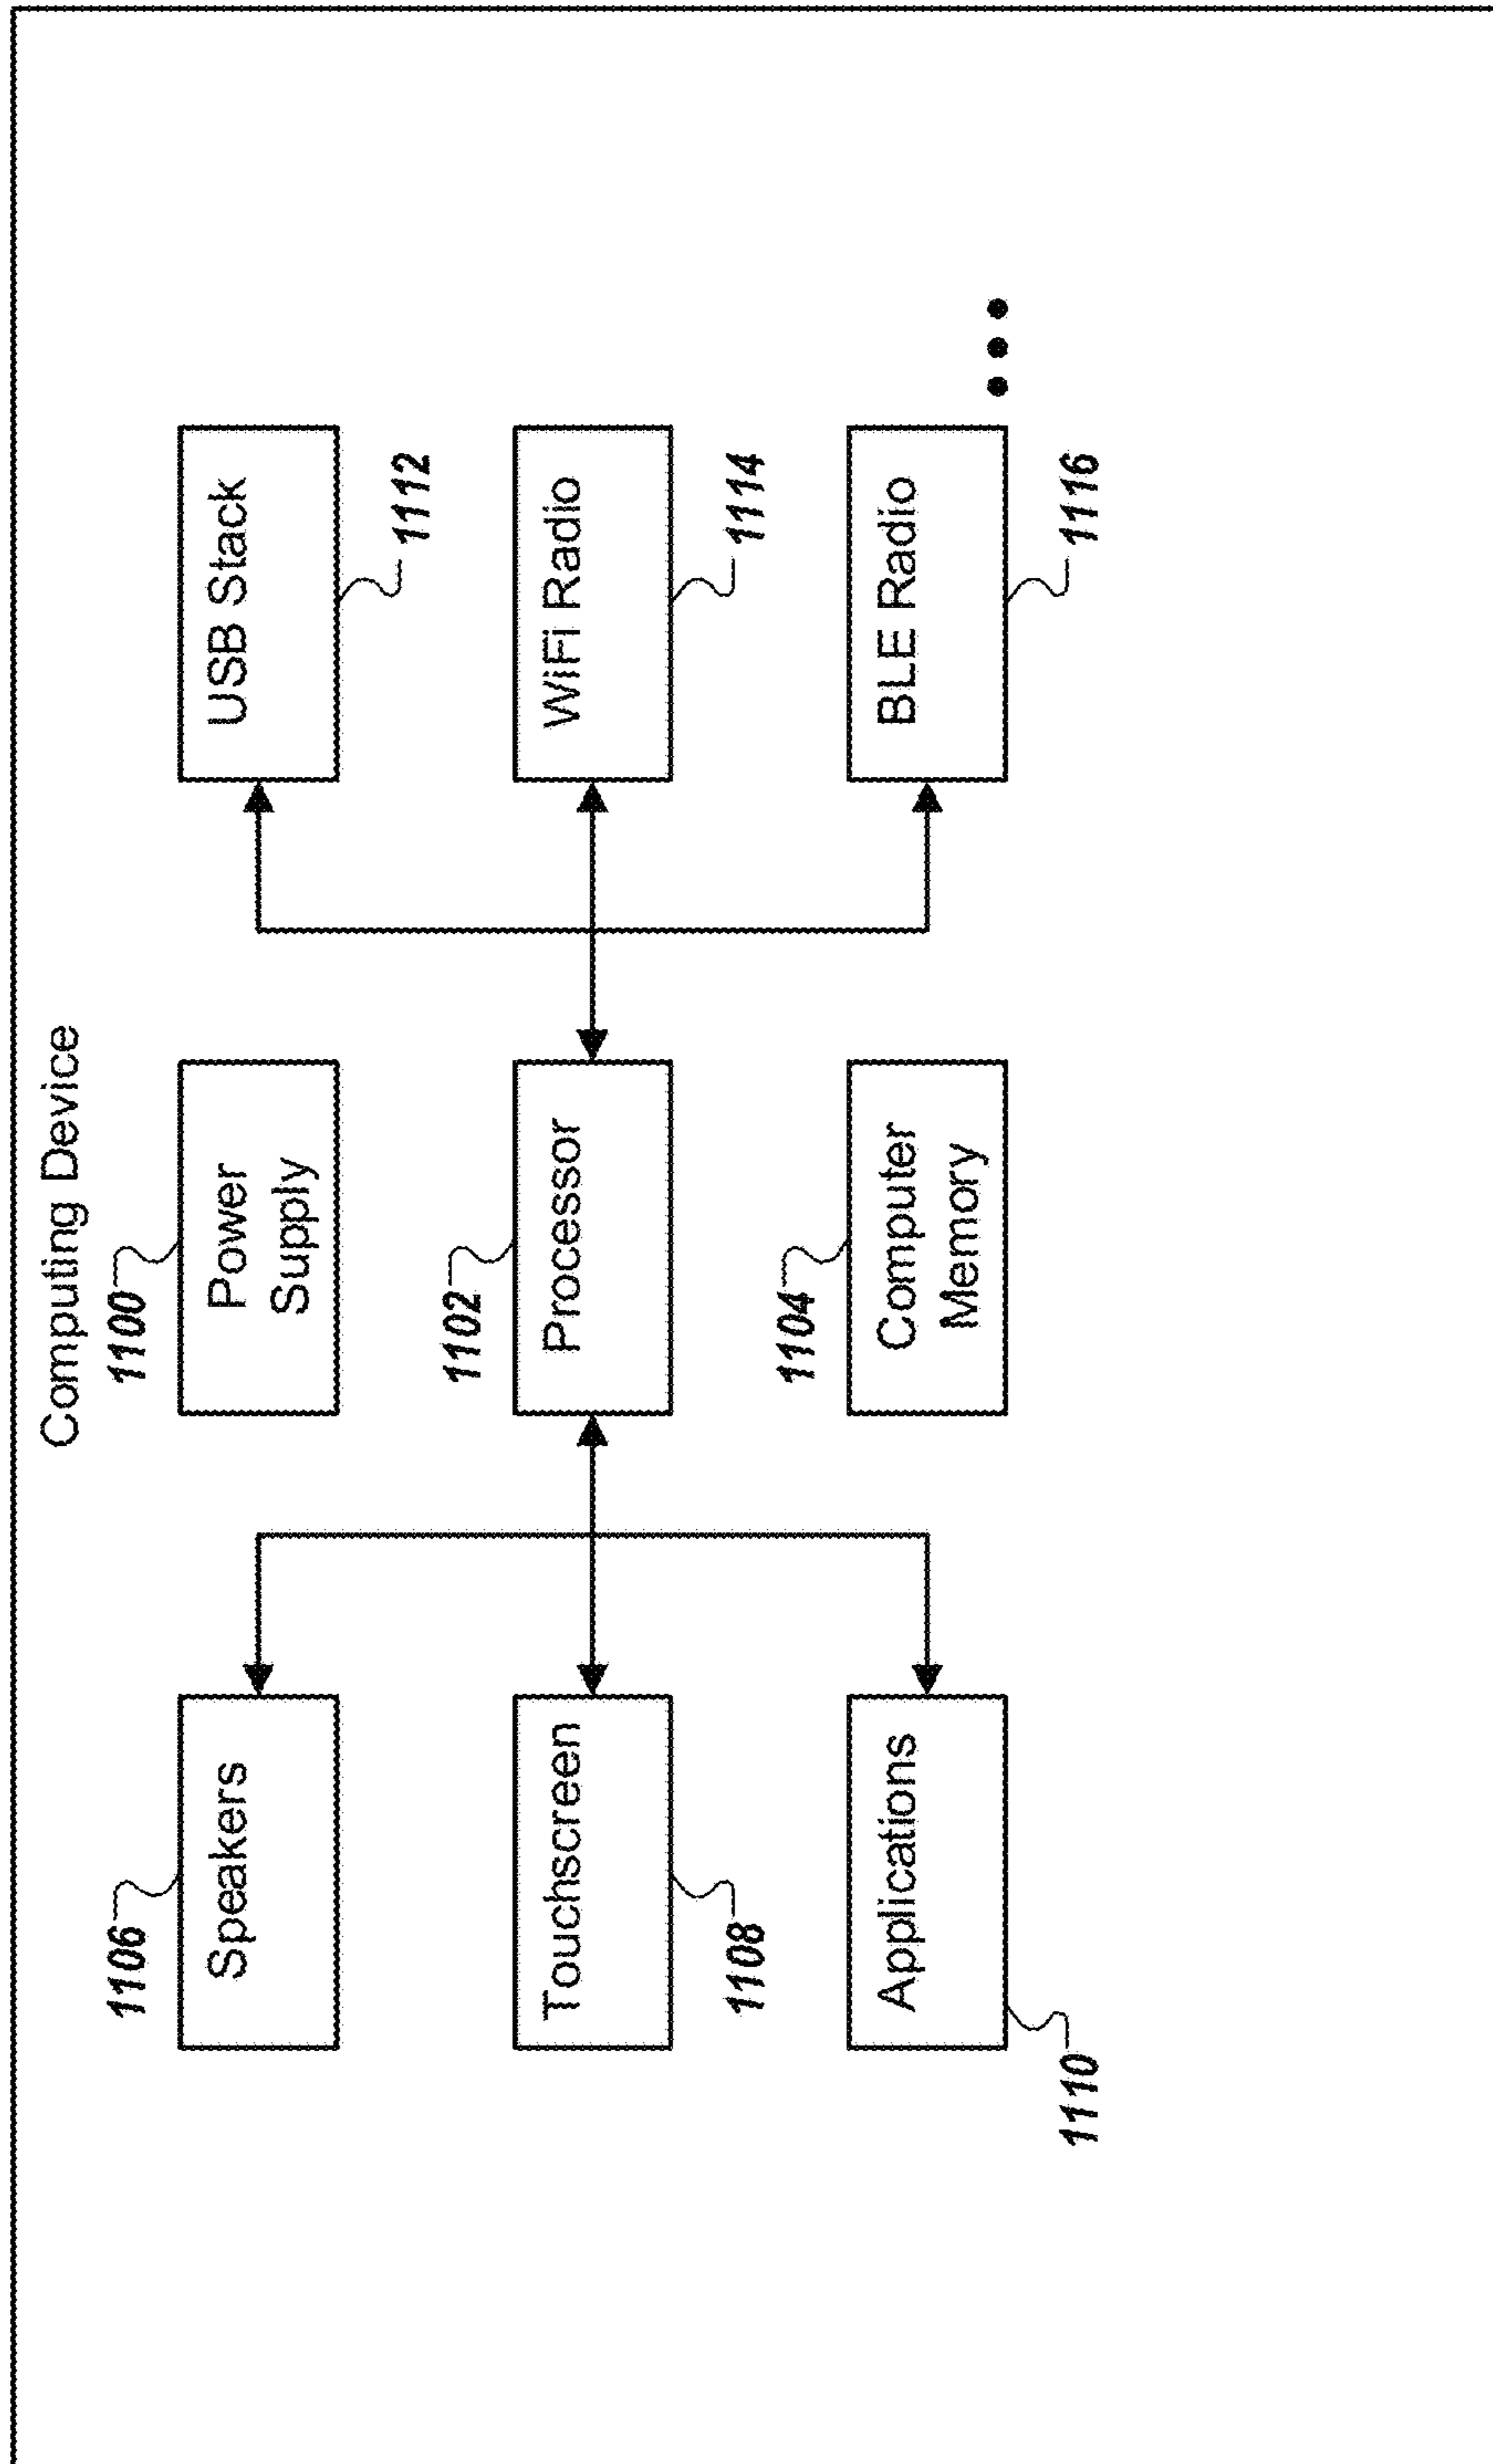 Computing Device
1106
Speakers
1108
Touchscreen
1110
Applications
1100
Power
Supply
1102
Processor
1104
Computer
Memory
USB Stack
1112
WiFi Radio
1114
BLE Radio
1116